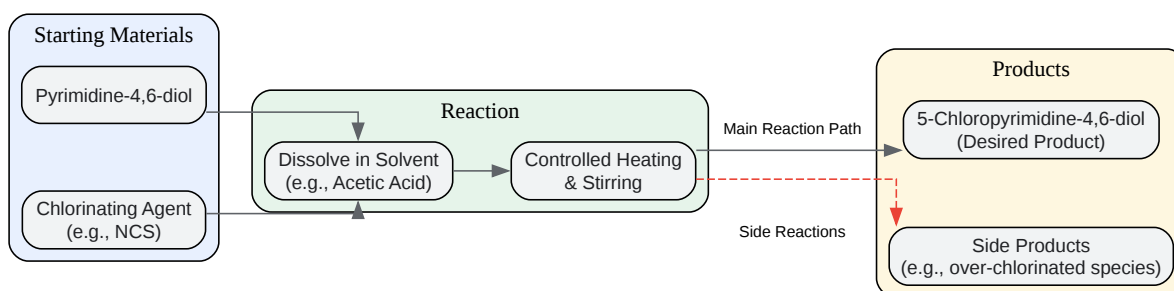 Starting Materials
Pyrimidine-4,6-diol
Chlorinating Agent
(e.g., NCS)
Reaction
Dissolve in Solvent
(e.g., Acetic Acid)
Controlled Heating
& Stirring
Main Reaction Path
Side Reactions
Products
5-Chloropyrimidine-4,6-diol
(Desired Product)
Side Products
(e.g., over-chlorinated species)